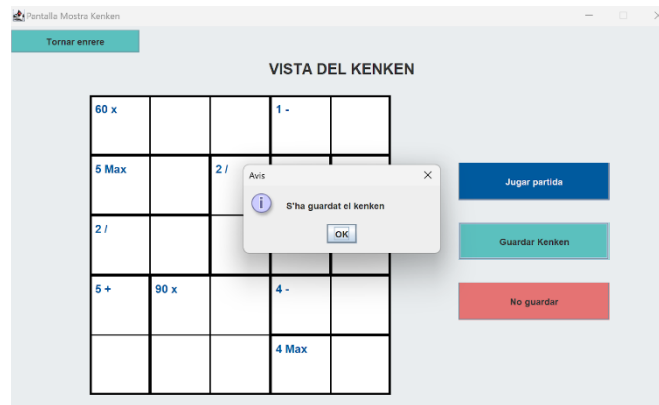 Pantalla Mostra Kenken
Tornar enrere
VISTA DEL KENKEN
60 x
1 -
5 Max
2 /
Avis
S'ha guardat el kenken
OK
Jugar partida
2 /
Guardar Kenken
5 +
90 x
4 -
No guardar
4 Max